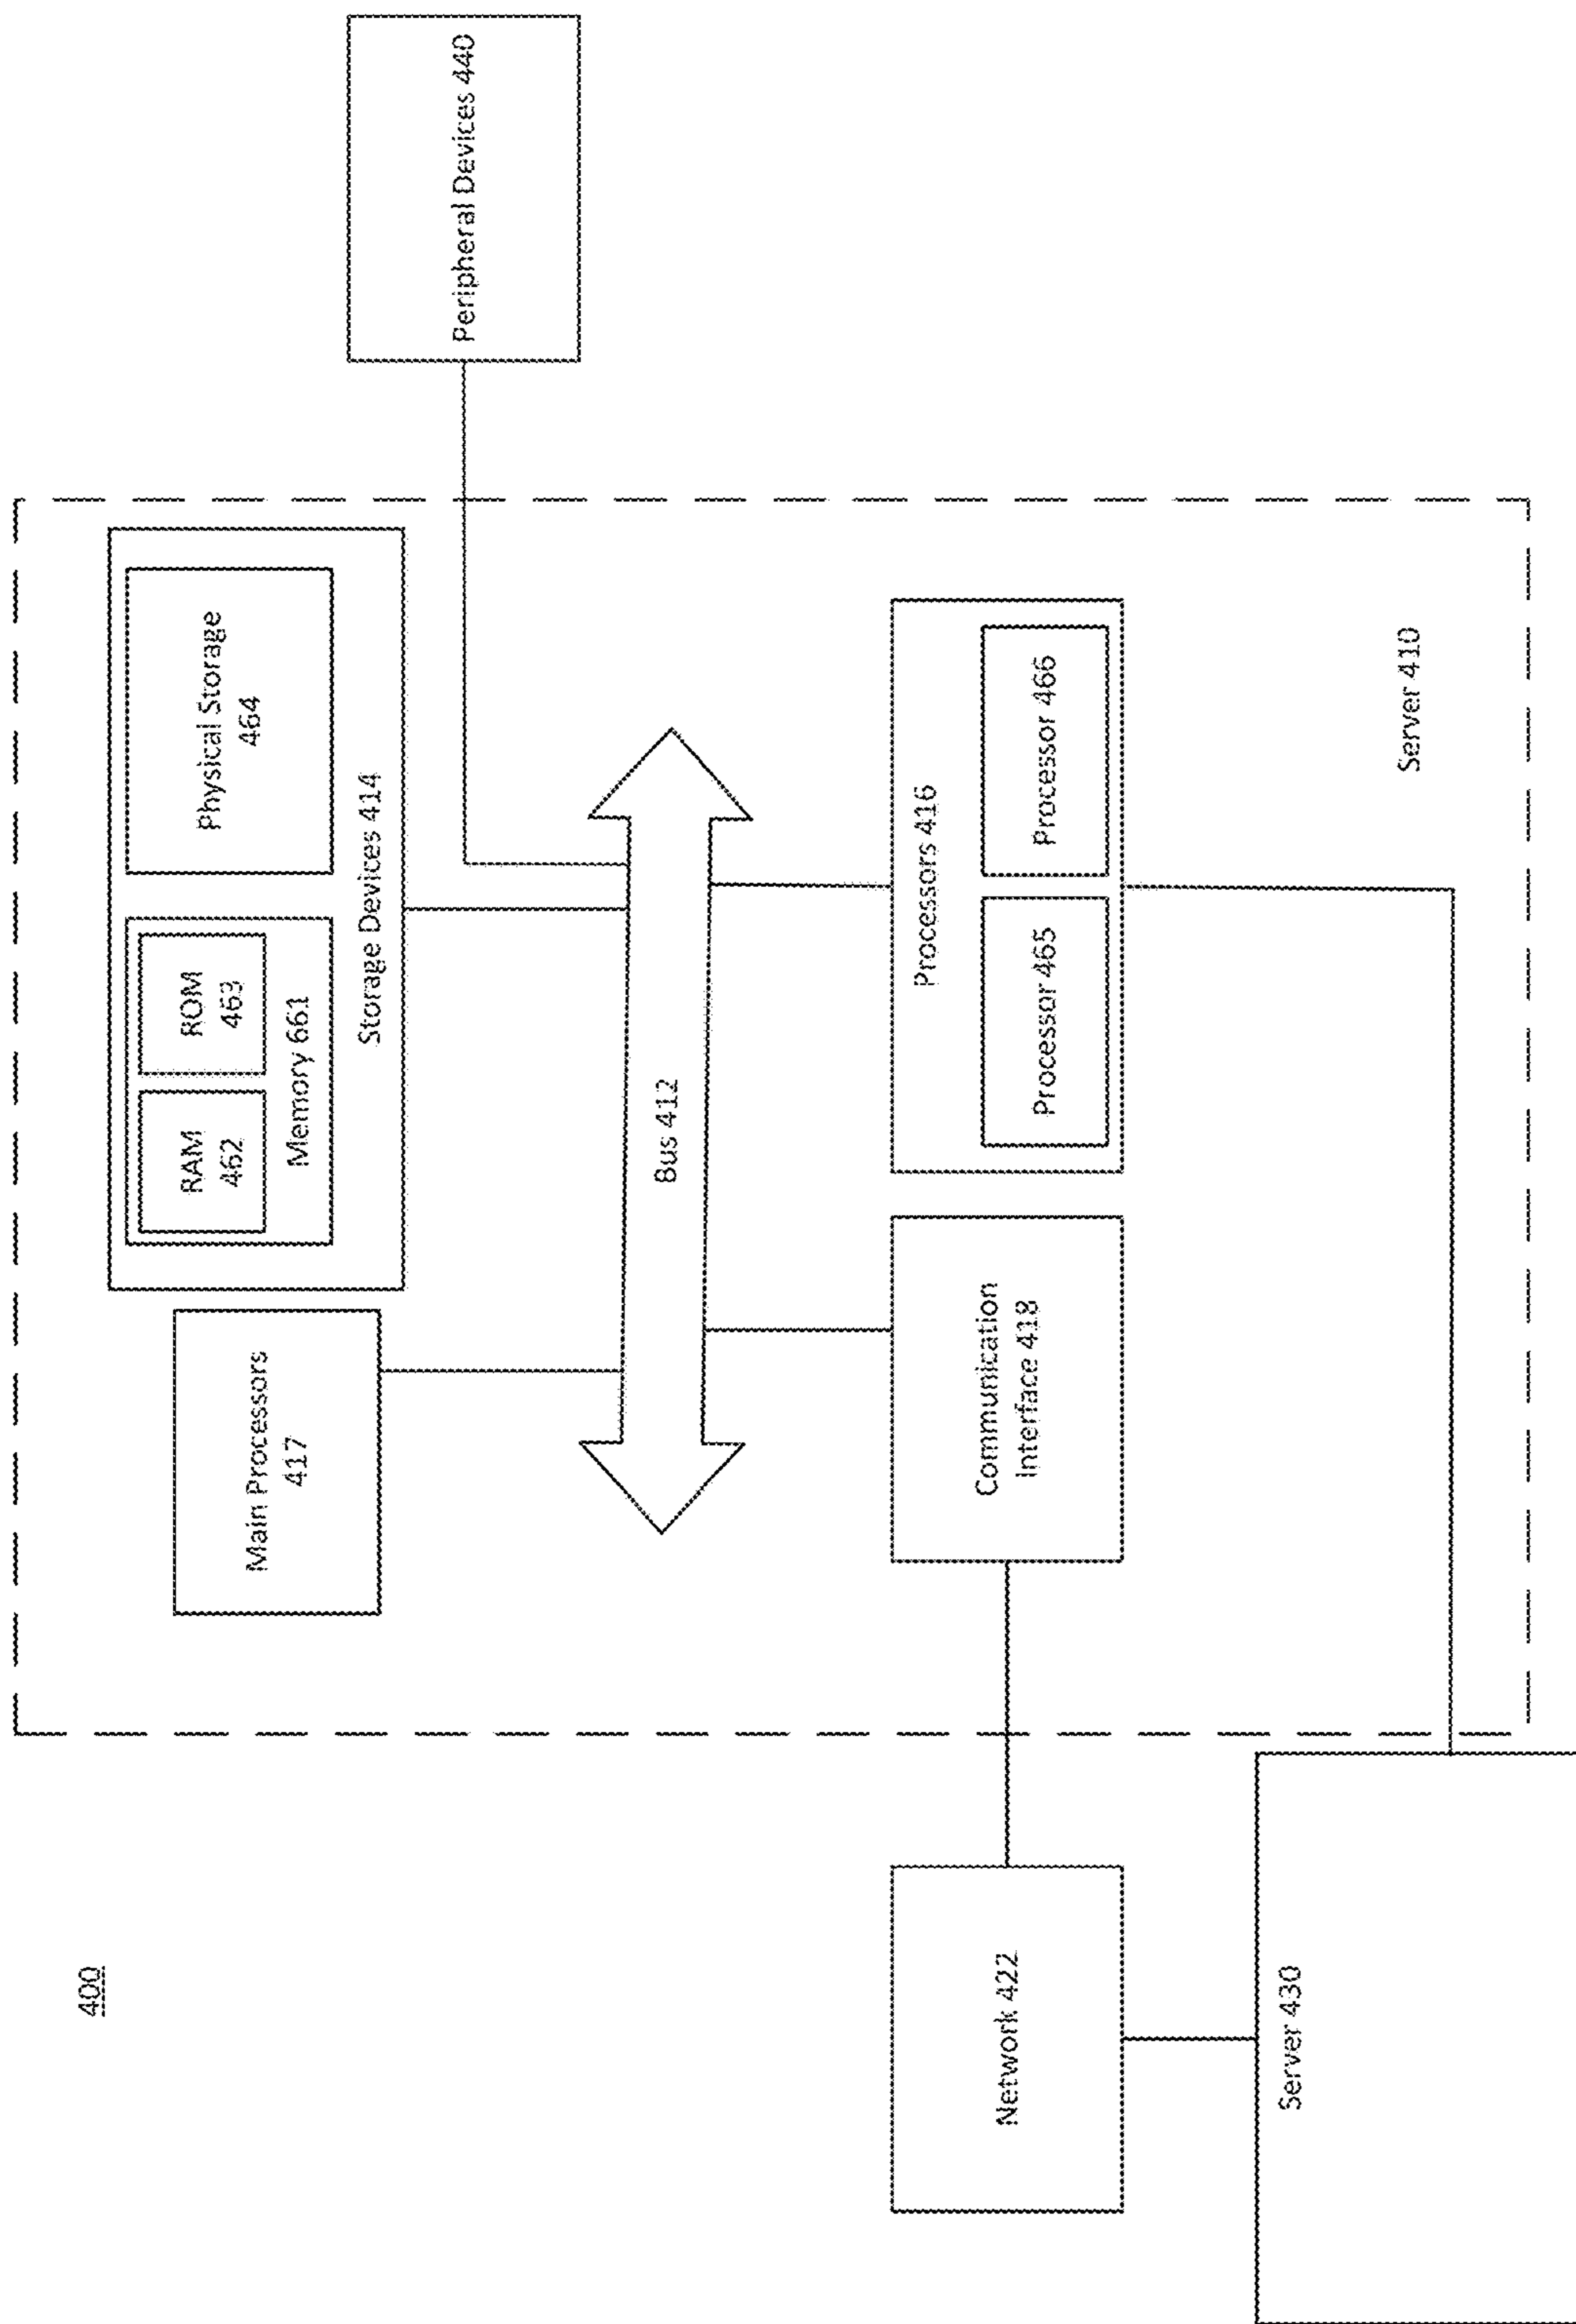 400
Main Processors
417
RAM
462
ROM
463
Memory 661
Physical Storage
464
Storage Devices 414
Peripheral Devices 440
Bus 412
Network 422
Communication
Interface 418
Processors 416
Processor 465
Processor 466
Server 430
Server 410